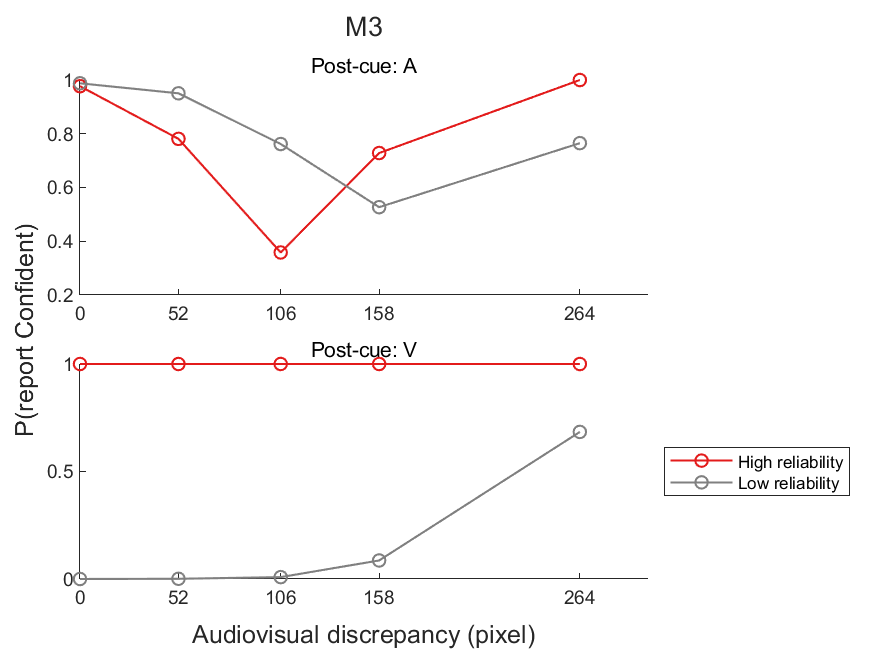 M3
Post-cue: A
1
0.8
0.6
0.4
0.2
0 52 106 158 264
P(report Confident)
Post-cue: V
1
0.5
0
0 52 106 158 264
High reliability
Low reliability
Audiovisual discrepancy (pixel)